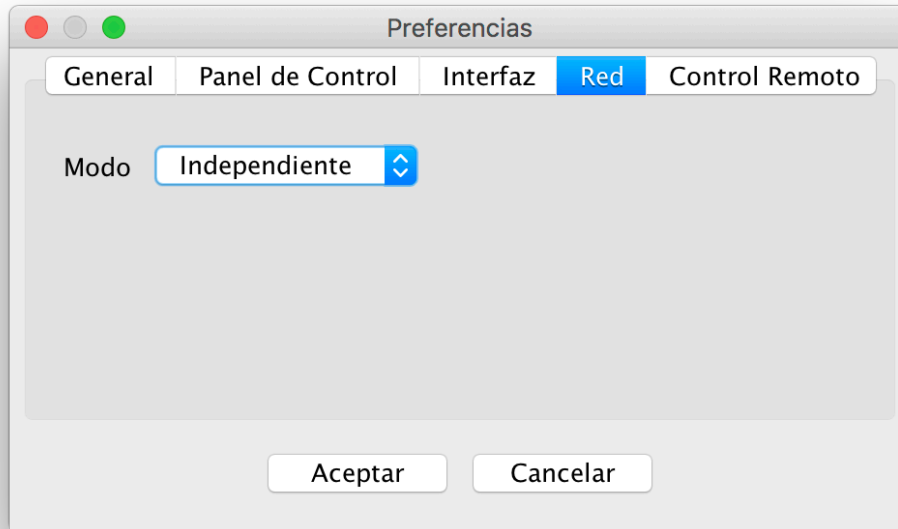 Preferencias
General Panel de Control Interfaz Red Control Remoto
Modo Independiente
Aceptar Cancelar